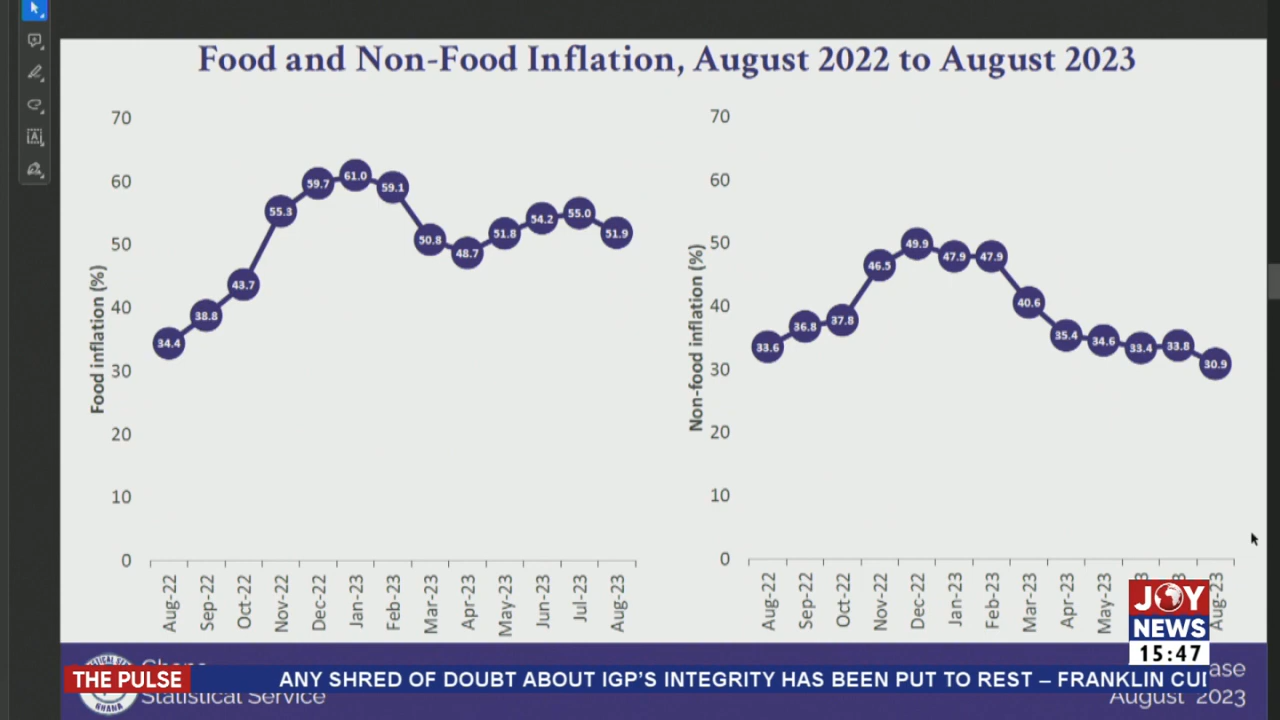 Food and Non-Food Inflation, August 2022 to August 2023
Food inflation (%)
70
60
50
40
30
20
10
0
34.4
38.8
43.7
55.3
59.7
61.0
59.1
50.8
48.7
51.8
54.2
55.0
51.9
Aug-22
Sep-22
Oct-22
Nov-22
Dec-22
Jan-23
Feb-23
Mar-23
Apr-23
May-23
Jun-23
Jul-23
Aug-23
Non-food inflation (%)
70
60
50
40
30
20
10
0
33.6
36.8
37.8
46.5
49.9
47.9
47.9
40.6
35.4
34.6
33.4
33.8
30.9
Aug-22
Sep-22
Oct-22
Nov-22
Dec-22
Jan-23
Feb-23
Mar-23
Apr-23
May-23
Aug-23
JOY
NEWS
15:47
THE PULSE
ANY SHRED OF DOUBT ABOUT IGP'S INTEGRITY HAS BEEN PUT TO REST – FRANKLIN CUI
Ghana
Statistical Service
GHANA
August 2023